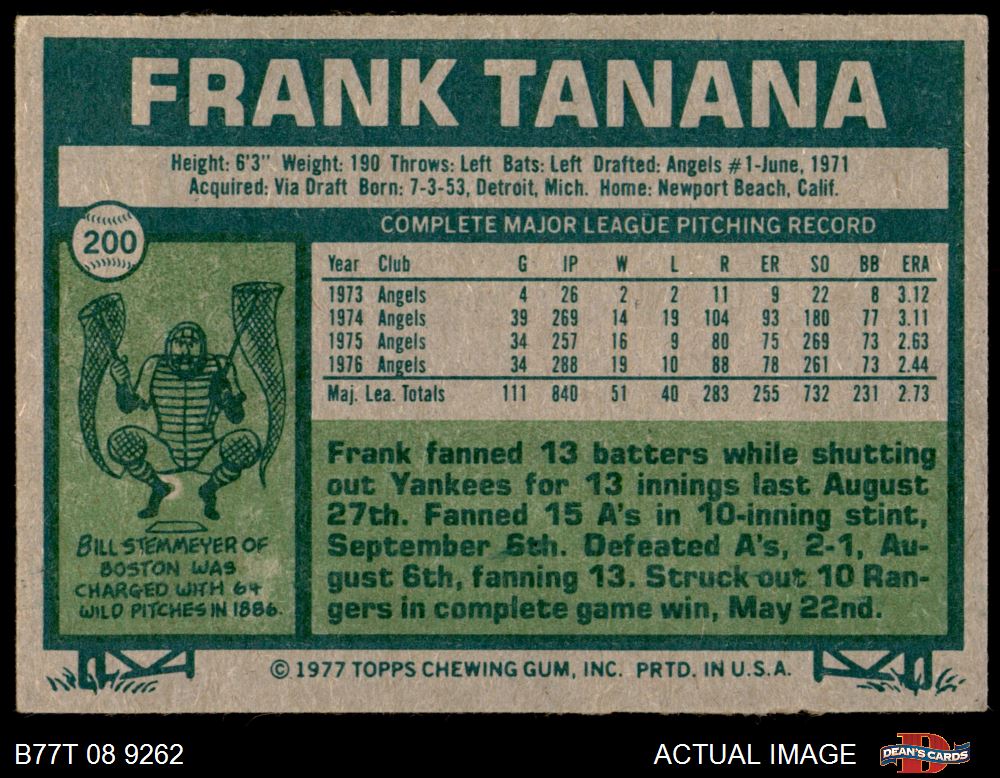 FRANK TANANA
Height: 6'3" Weight: 190 Throws: Left Bats: Left Drafted: Angels #1-June, 1971
Acquired: Via Draft Born: 7-3-53, Detroit, Mich. Home: Newport Beach, Calif.
200
COMPLETE MAJOR LEAGUE PITCHING RECORD
Year Club G IP W L R ER SO BB ERA
1973 Angels 4 26 2 2 11 9 22 8 3.12
1974 Angels 39 269 14 19 104 93 180 77 3.11
1975 Angels 34 257 16 9 80 75 269 73 2.63
1976 Angels 34 288 19 10 88 78 261 73 2.44
Maj. Lea. Totals 111 840 51 40 283 255 732 231 2.73
BILL STEMMEYER OF
BOSTON WAS
CHARGED WITH 64
WILD PITCHES IN 1886.
Frank fanned 13 batters while shutting
out Yankees for 13 innings last August
27th. Fanned 15 A's in 10-inning stint,
September 6th. Defeated A's, 2-1, Au-
gust 6th, fanning 13. Struck out 10 Ran-
gers in complete game win, May 22nd.
© 1977 TOPPS CHEWING GUM, INC. PRTD. IN U.S.A.
B77T 08 9262
ACTUAL IMAGE
DEAN'S CARDS